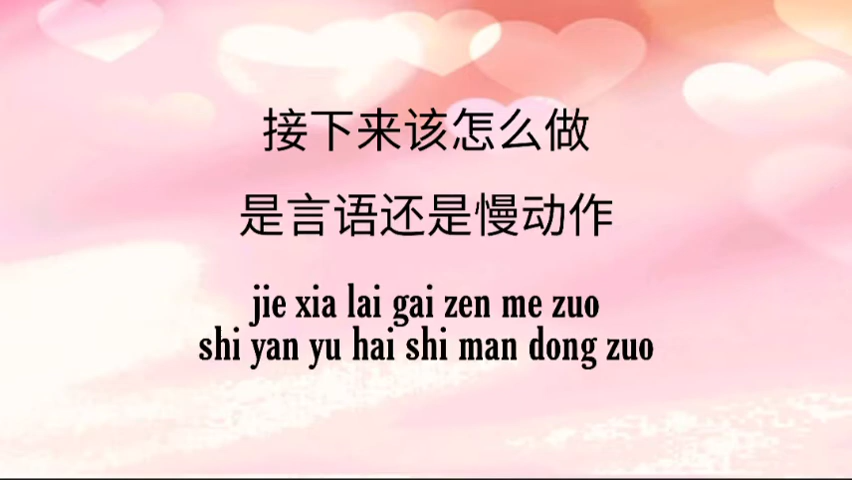 接下来该怎么做
是言语还是慢动作
jie xia lai gai zen me zuo
shi yan yu hai shi man dong zuo